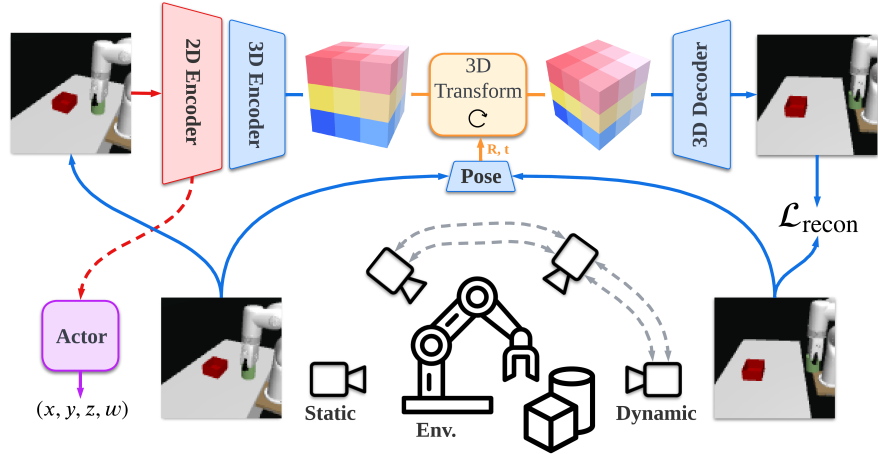 2D Encoder
3D Encoder
3D
Transform
3D Decoder
R, t
Pose
ℒrecon
Actor
(x, y, z, w)
Static
Env.
Dynamic